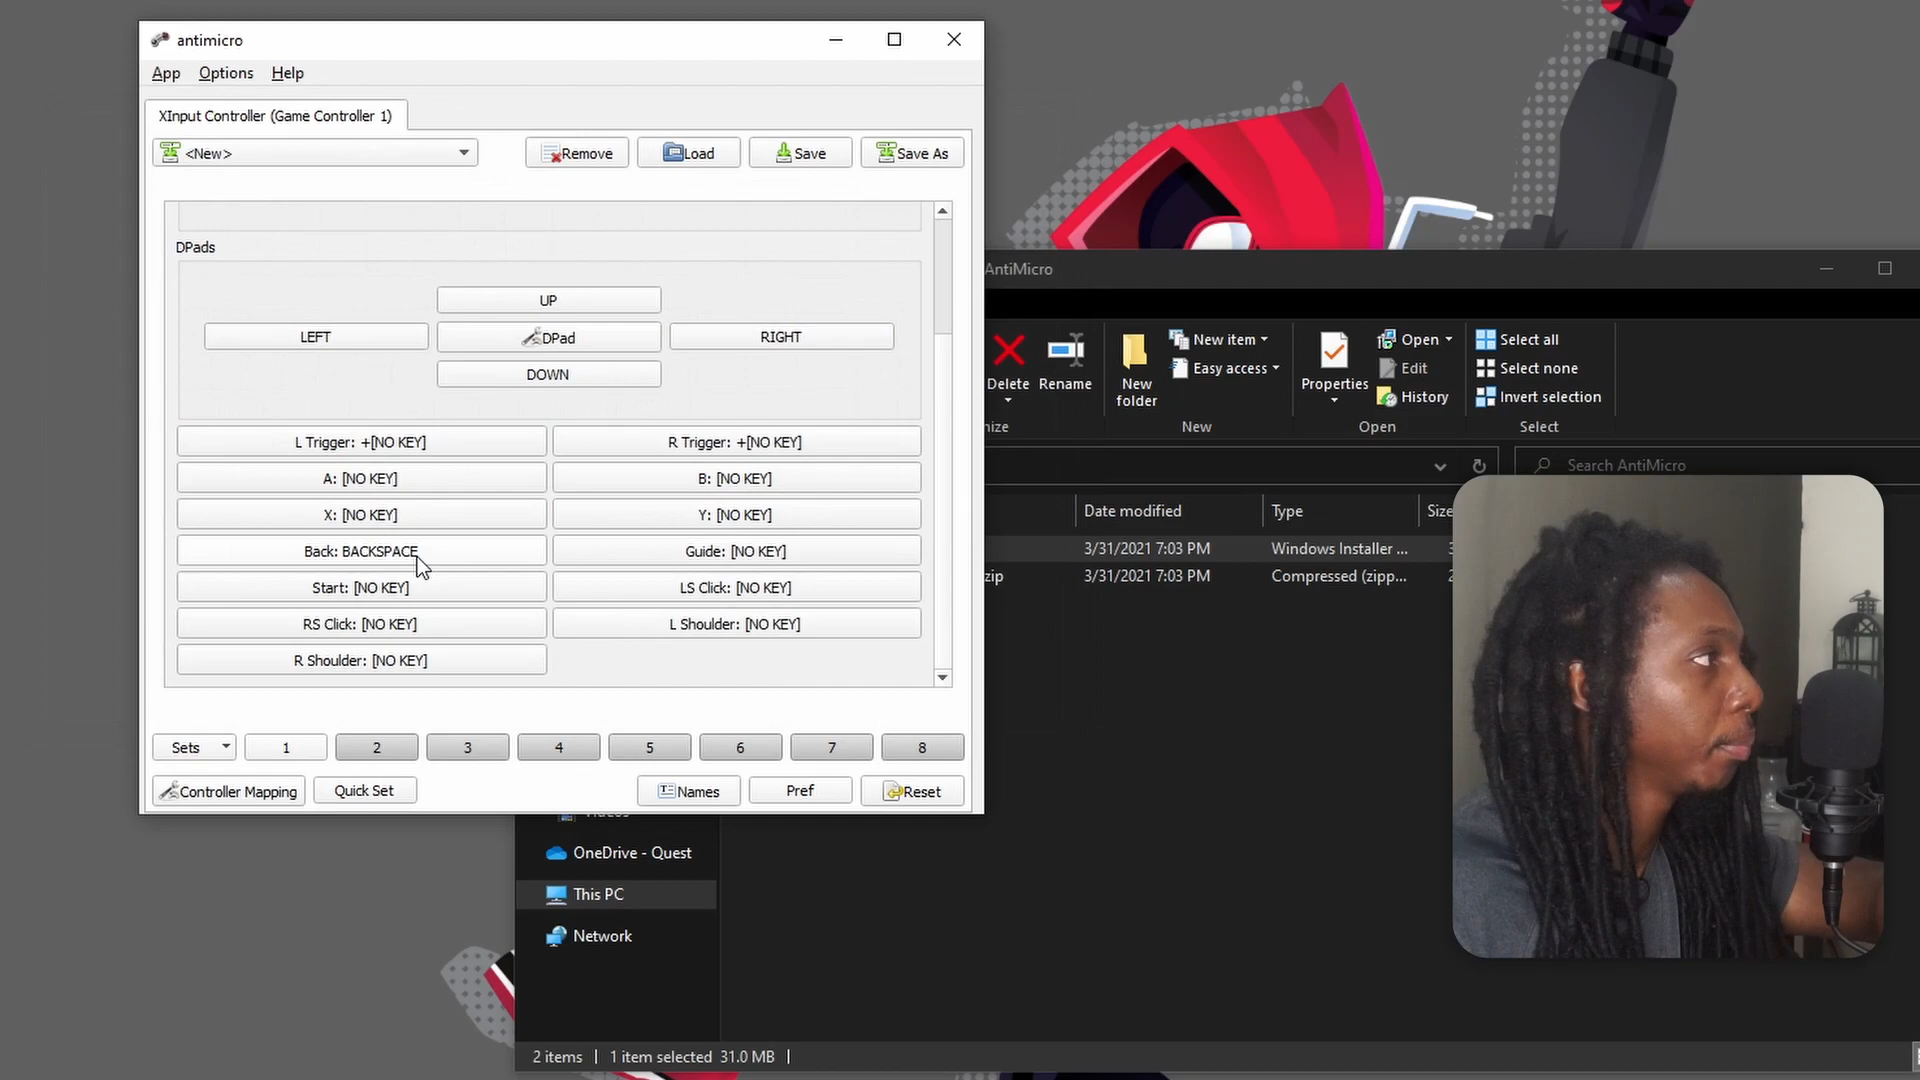 antimicro
App Options Help
XInput Controller (Game Controller 1)
<New> Remove Load Save Save As
DPads
UP
LEFT DPad RIGHT
DOWN
L Trigger: +[NO KEY] R Trigger: +[NO KEY]
A: [NO KEY] B: [NO KEY]
X: [NO KEY] Y: [NO KEY]
Back: BACKSPACE Guide: [NO KEY]
Start: [NO KEY] LS Click: [NO KEY]
RS Click: [NO KEY] L Shoulder: [NO KEY]
R Shoulder: [NO KEY]
Sets 1 2 3 4 5 6 7 8
Controller Mapping Quick Set Names Pref Reset
AntiMicro
Delete Rename New folder New item Easy access Properties Open Edit History Select all Select none Invert selection
New Open Select
Search AntiMicro
Date modified Type Size
3/31/2021 7:03 PM Windows Installer ...
zip 3/31/2021 7:03 PM Compressed (zipp...
OneDrive - Quest
This PC
Network
2 items 1 item selected 31.0 MB